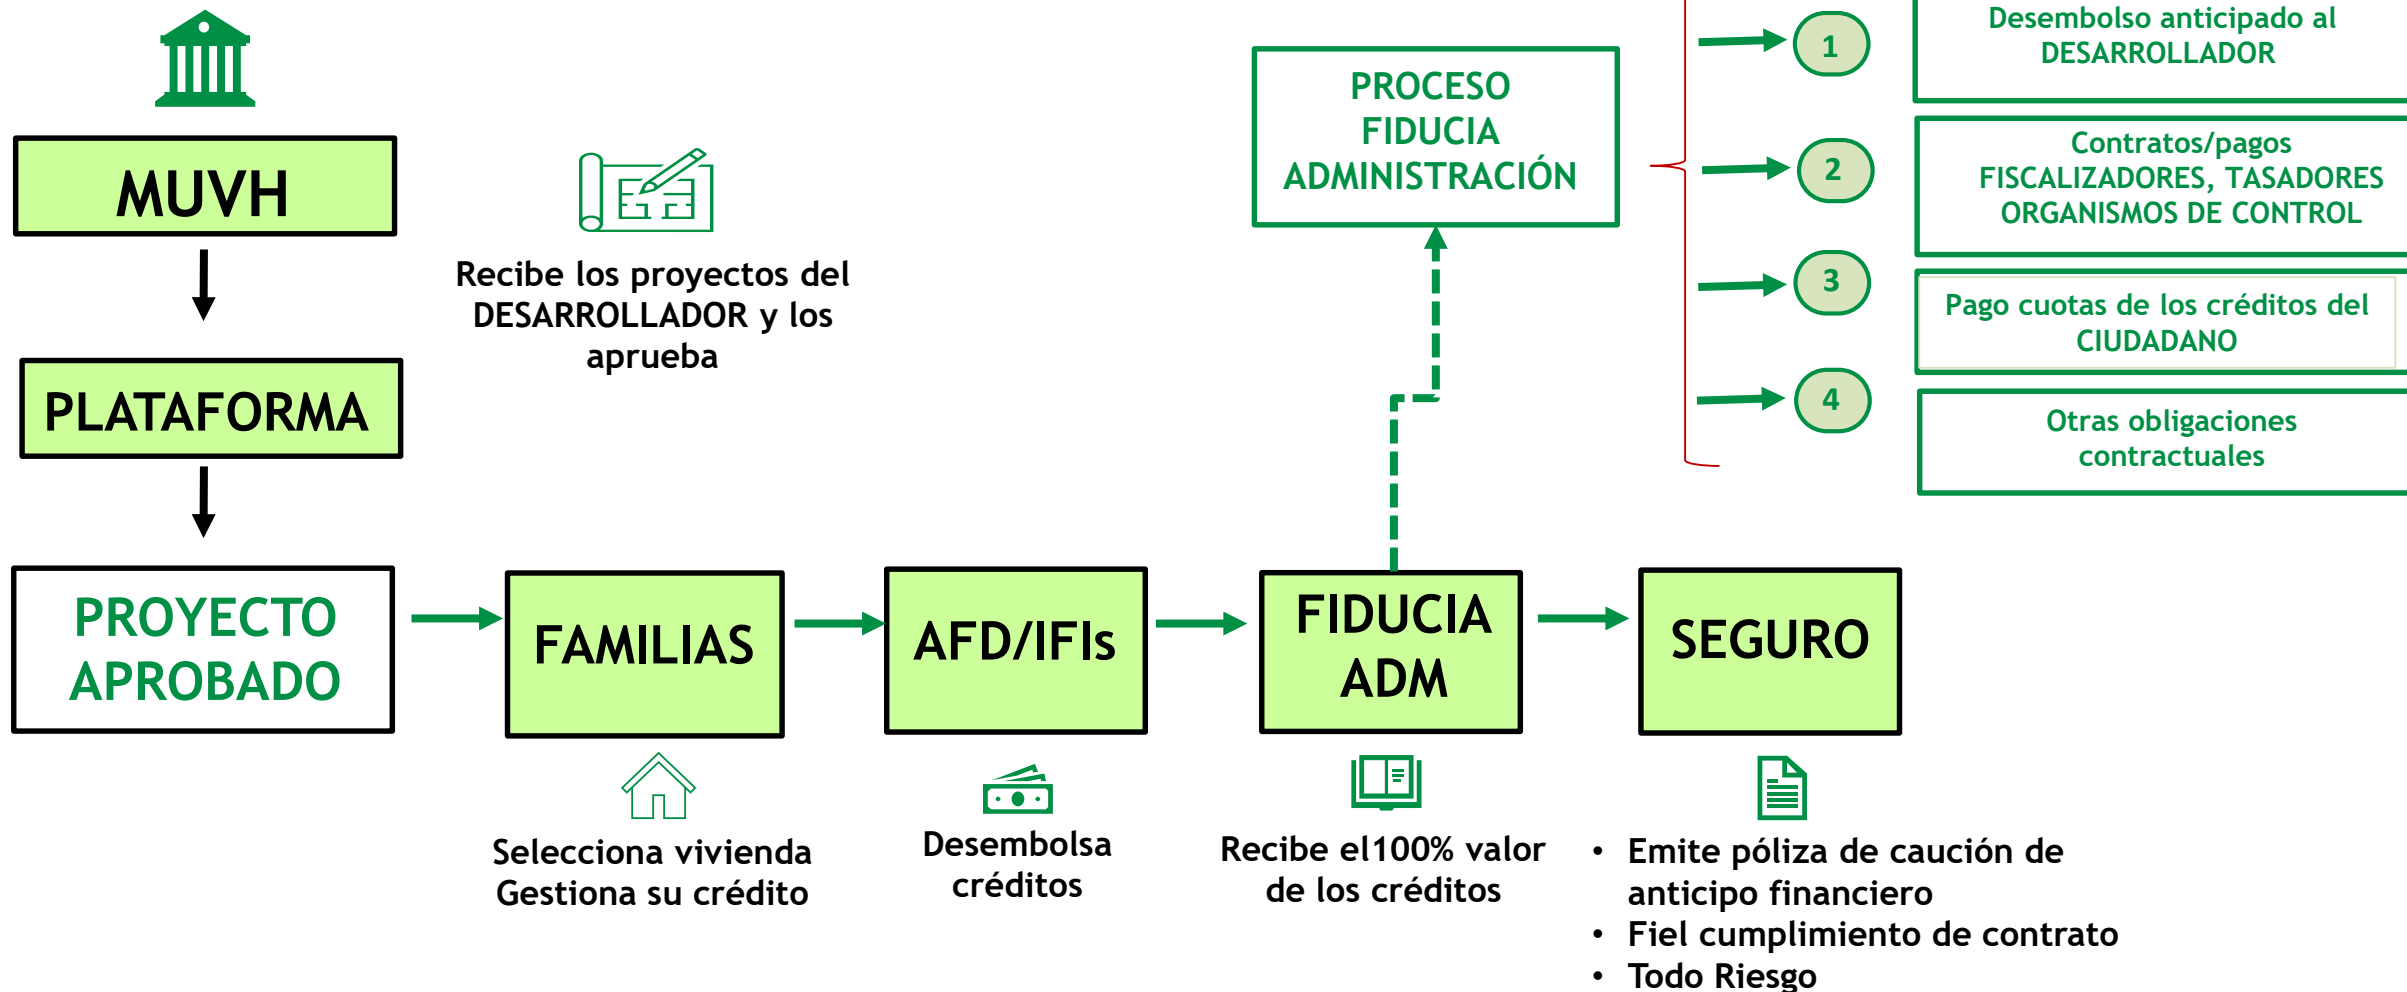 MUVH
Recibe los proyectos del
DESARROLLADOR y los
aprueba
PLATAFORMA
PROYECTO
APROBADO
FAMILIAS
Selecciona vivienda
Gestiona su crédito
AFD/IFIs
Desembolsa
créditos
FIDUCIA
ADM
Recibe el100% valor
de los créditos
SEGURO
• Emite póliza de caución de
anticipo financiero
• Fiel cumplimiento de contrato
• Todo Riesgo
PROCESO
FIDUCIA
ADMINISTRACIÓN
1
Desembolso anticipado al
DESARROLLADOR
2
Contratos/pagos
FISCALIZADORES, TASADORES
ORGANISMOS DE CONTROL
3
Pago cuotas de los créditos del
CIUDADANO
4
Otras obligaciones
contractuales